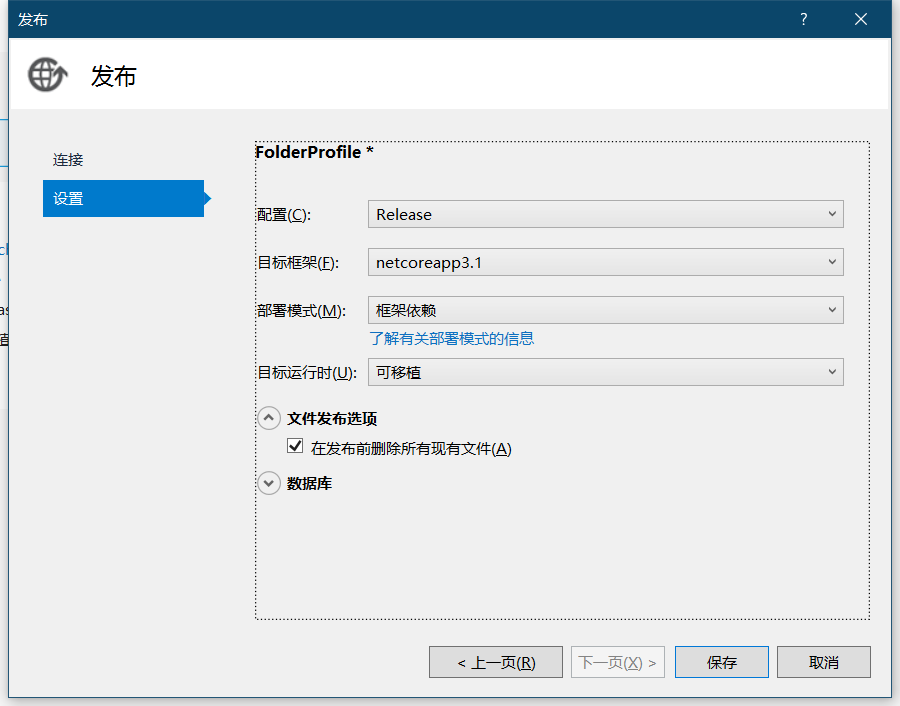 发布
?
发布
连接
设置
FolderProfile *
配置(C): Release
目标框架(F): netcoreapp3.1
部署模式(M): 框架依赖
了解有关部署模式的信息
目标运行时(U): 可移植
文件发布选项
在发布前删除所有现有文件(A)
数据库
< 上一页(R) 下一页(X) > 保存 取消